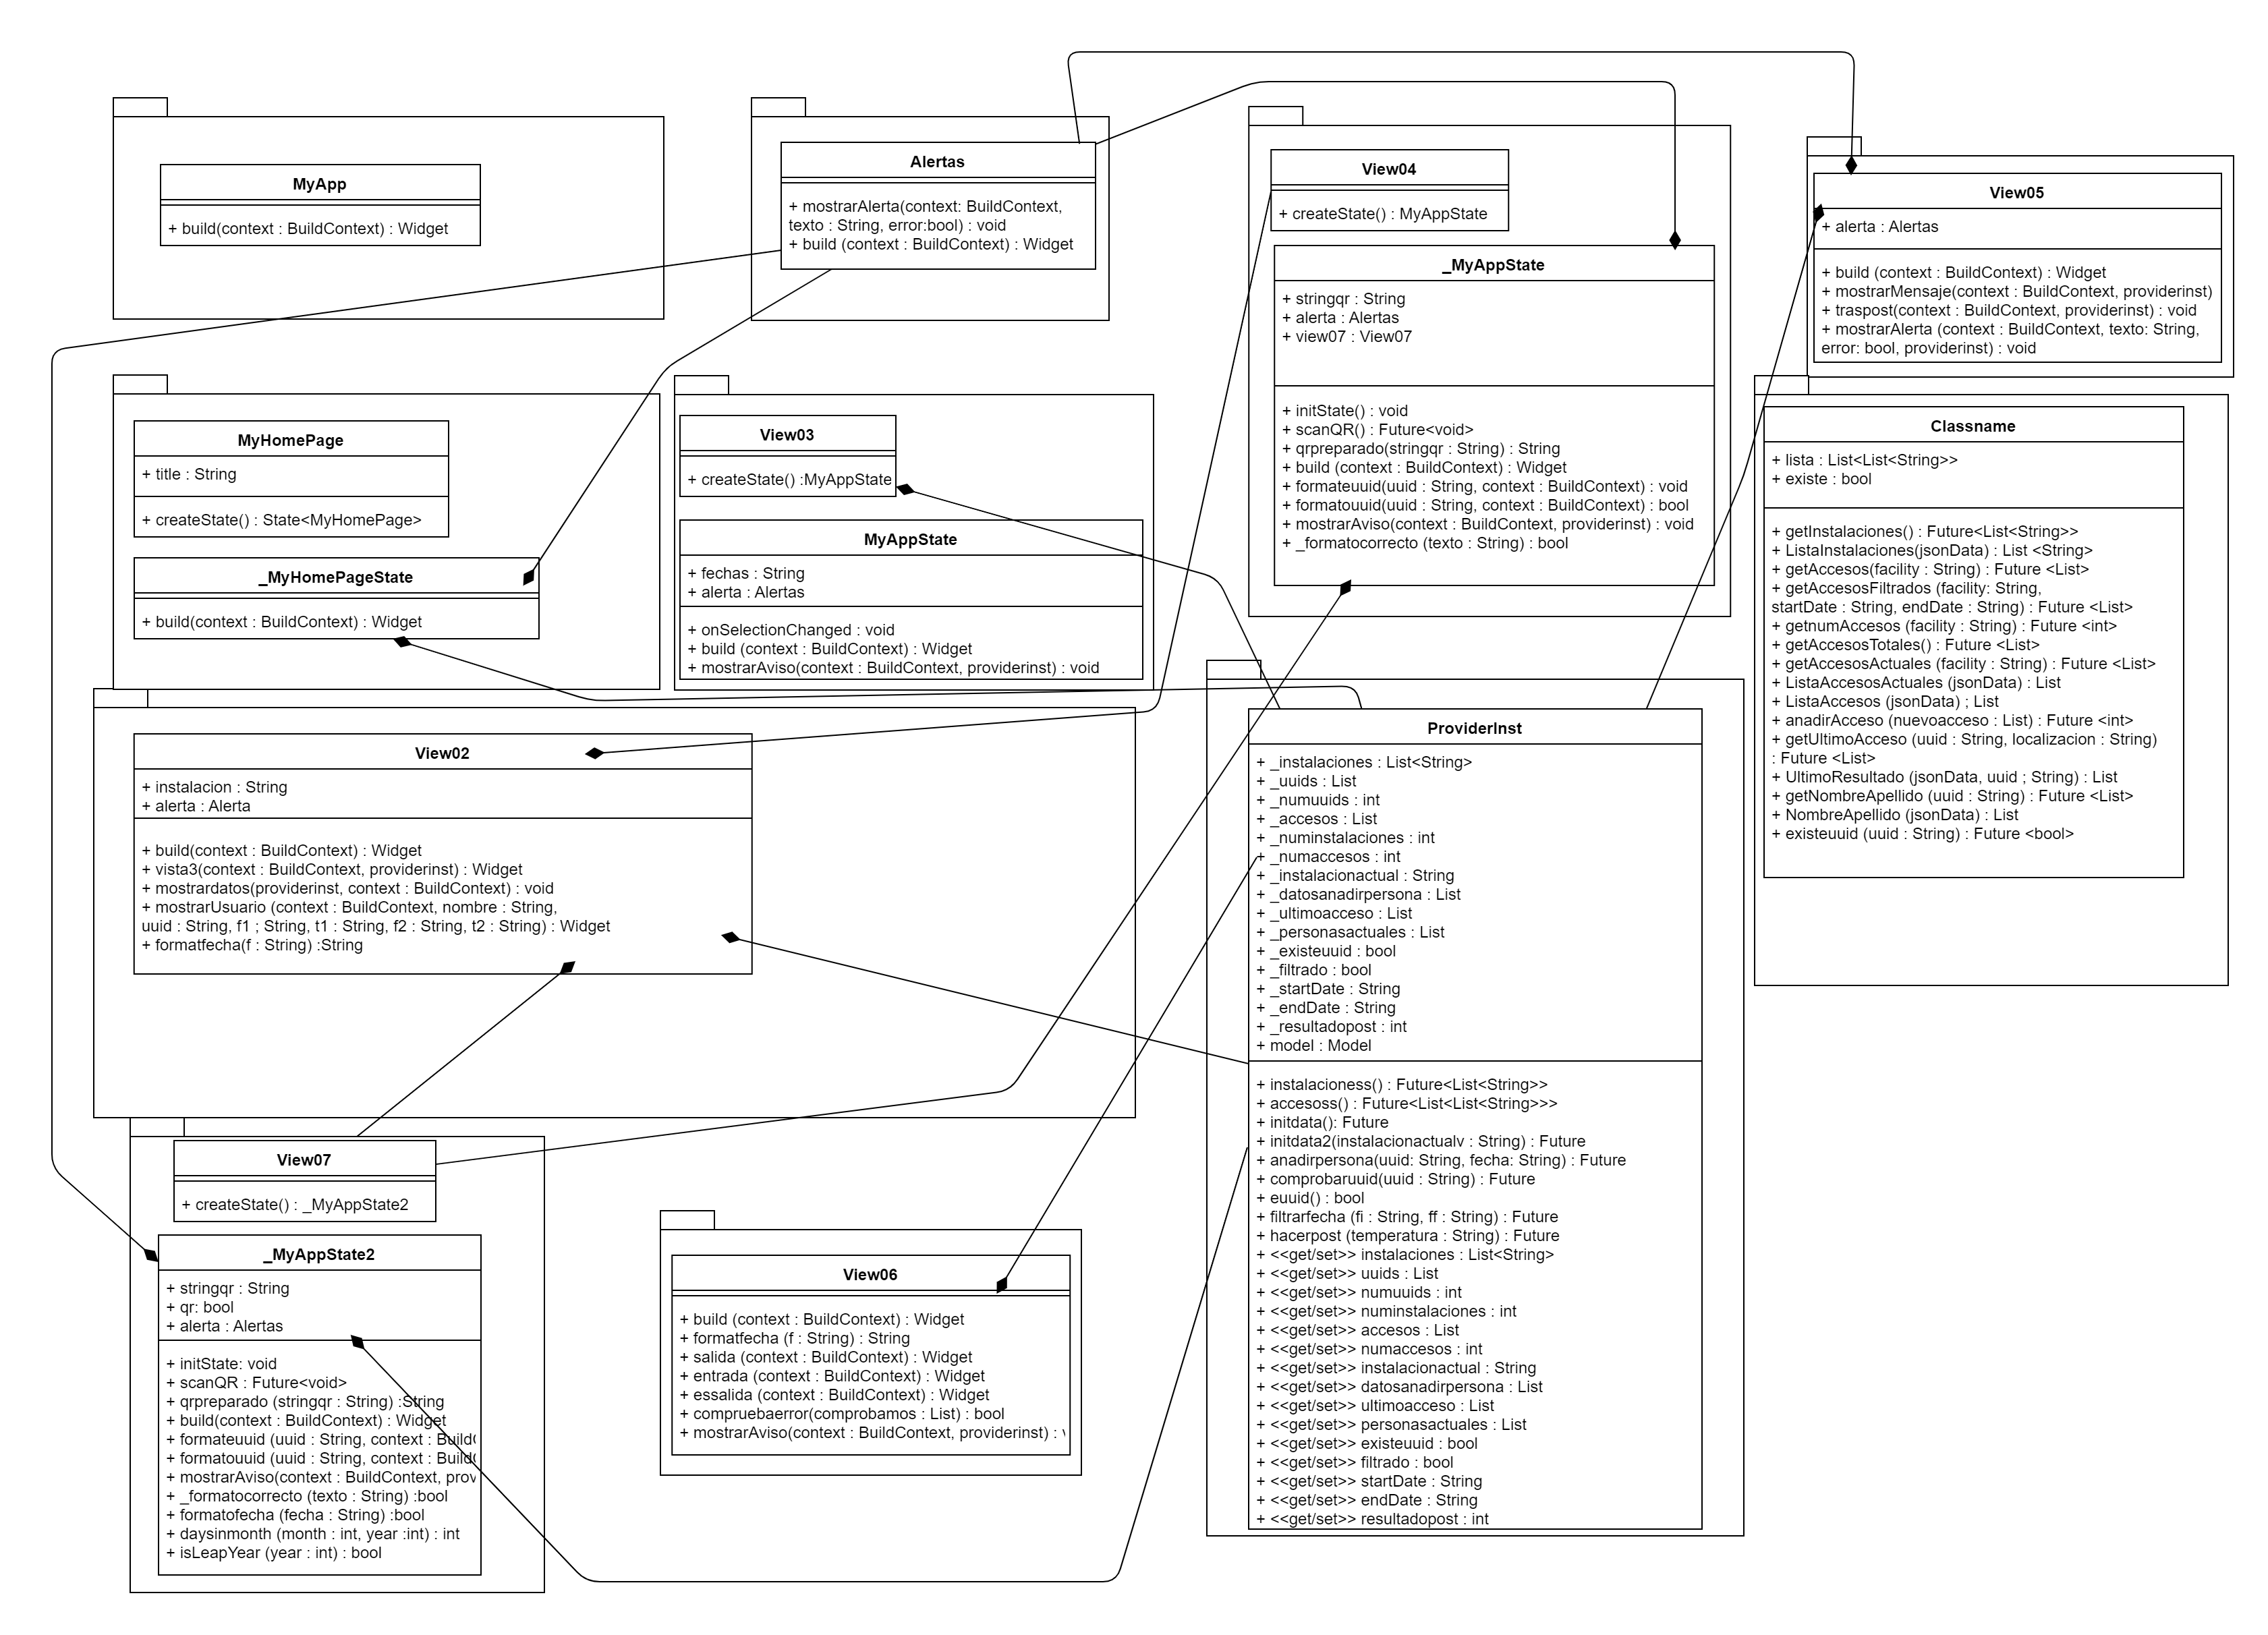 MyApp
+ build(context : BuildContext) : Widget
Alertas
+ mostrarAlerta(context: BuildContext,
texto : String, error:bool) : void
+ build (context : BuildContext) : Widget
View04
+ createState() : MyAppState
_MyAppState
+ stringqr : String
+ alerta : Alertas
+ view07 : View07
+ initState() : void
+ scanQR() : Future<void>
+ qrpreparado(stringqr : String) : String
+ build (context : BuildContext) : Widget
+ formateuuid(uuid : String, context : BuildContext) : void
+ formatouuid(uuid : String, context : BuildContext) : bool
+ mostrarAviso(context : BuildContext, providerinst) : void
+ _formatocorrecto (texto : String) : bool
View05
+ alerta : Alertas
+ build (context : BuildContext) : Widget
+ mostrarMensaje(context : BuildContext, providerinst)
+ traspost(context : BuildContext, providerinst) : void
+ mostrarAlerta (context : BuildContext, texto: String,
error: bool, providerinst) : void
MyHomePage
+ title : String
+ createState() : State<MyHomePage>
_MyHomePageState
+ build(context : BuildContext) : Widget
View03
+ createState() :MyAppState
MyAppState
+ fechas : String
+ alerta : Alertas
+ onSelectionChanged : void
+ build (context : BuildContext) : Widget
+ mostrarAviso(context : BuildContext, providerinst) : void
Classname
+ lista : List<List<String>>
+ existe : bool
+ getInstalaciones() : Future<List<String>>
+ ListaInstalaciones(jsonData) : List <String>
+ getAccesos(facility : String) : Future <List>
+ getAccesosFiltrados (facility: String,
startDate : String, endDate : String) : Future <List>
+ getnumAccesos (facility : String) : Future <int>
+ getAccesosTotales() : Future <List>
+ getAccesosActuales (facility : String) : Future <List>
+ ListaAccesosActuales (jsonData) : List
+ ListaAccesos (jsonData) ; List
+ anadirAcceso (nuevoacceso : List) : Future <int>
+ getUltimoAcceso (uuid : String, localizacion : String)
: Future <List>
+ UltimoResultado (jsonData, uuid ; String) : List
+ getNombreApellido (uuid : String) : Future <List>
+ NombreApellido (jsonData) : List
+ existeuuid (uuid : String) : Future <bool>
View02
+ instalacion : String
+ alerta : Alerta
+ build(context : BuildContext) : Widget
+ vista3(context : BuildContext, providerinst) : Widget
+ mostrardatos(providerinst, context : BuildContext) : void
+ mostrarUsuario (context : BuildContext, nombre : String,
uuid : String, f1 ; String, t1 : String, f2 : String, t2 : String) : Widget
+ formatfecha(f : String) :String
ProviderInst
+ _instalaciones : List<String>
+ _uuids : List
+ _numuuids : int
+ _accesos : List
+ _numinstalaciones : int
+ _numaccesos : int
+ _instalacionactual : String
+ _datosanadirpersona : List
+ _ultimoacceso : List
+ _personasactuales : List
+ _existeuuid : bool
+ _filtrado : bool
+ _startDate : String
+ _endDate : String
+ _resultadopost : int
+ model : Model
+ instalacioness() : Future<List<String>>
+ accesoss() : Future<List<List<String>>>
+ initdata(): Future
+ initdata2(instalacionactualv : String) : Future
+ anadirpersona(uuid: String, fecha: String) : Future
+ comprobaruuid(uuid : String) : Future
+ euuid() : bool
+ filtrarfecha (fi : String, ff : String) : Future
+ hacerpost (temperatura : String) : Future
+ <<get/set>> instalaciones : List<String>
+ <<get/set>> uuids : List
+ <<get/set>> numuuids : int
+ <<get/set>> numinstalaciones : int
+ <<get/set>> accesos : List
+ <<get/set>> numaccesos : int
+ <<get/set>> instalacionactual : String
+ <<get/set>> datosanadirpersona : List
+ <<get/set>> ultimoacceso : List
+ <<get/set>> personasactuales : List
+ <<get/set>> existeuuid : bool
+ <<get/set>> filtrado : bool
+ <<get/set>> startDate : String
+ <<get/set>> endDate : String
+ <<get/set>> resultadopost : int
View07
+ createState() : _MyAppState2
_MyAppState2
+ stringqr : String
+ qr: bool
+ alerta : Alertas
+ initState: void
+ scanQR : Future<void>
+ qrpreparado (stringqr : String) :String
+ build(context : BuildContext) : Widget
+ formateuuid (uuid : String, context : Build
+ formatouuid (uuid : String, context : Build
+ mostrarAviso(context : BuildContext, prov
+ _formatocorrecto (texto : String) :bool
+ formatofecha (fecha : String) :bool
+ daysinmonth (month : int, year :int) : int
+ isLeapYear (year : int) : bool
View06
+ build (context : BuildContext) : Widget
+ formatfecha (f : String) : String
+ salida (context : BuildContext) : Widget
+ entrada (context : BuildContext) : Widget
+ essalida (context : BuildContext) : Widget
+ compruebaerror(comprobamos : List) : bool
+ mostrarAviso(context : BuildContext, providerinst) :